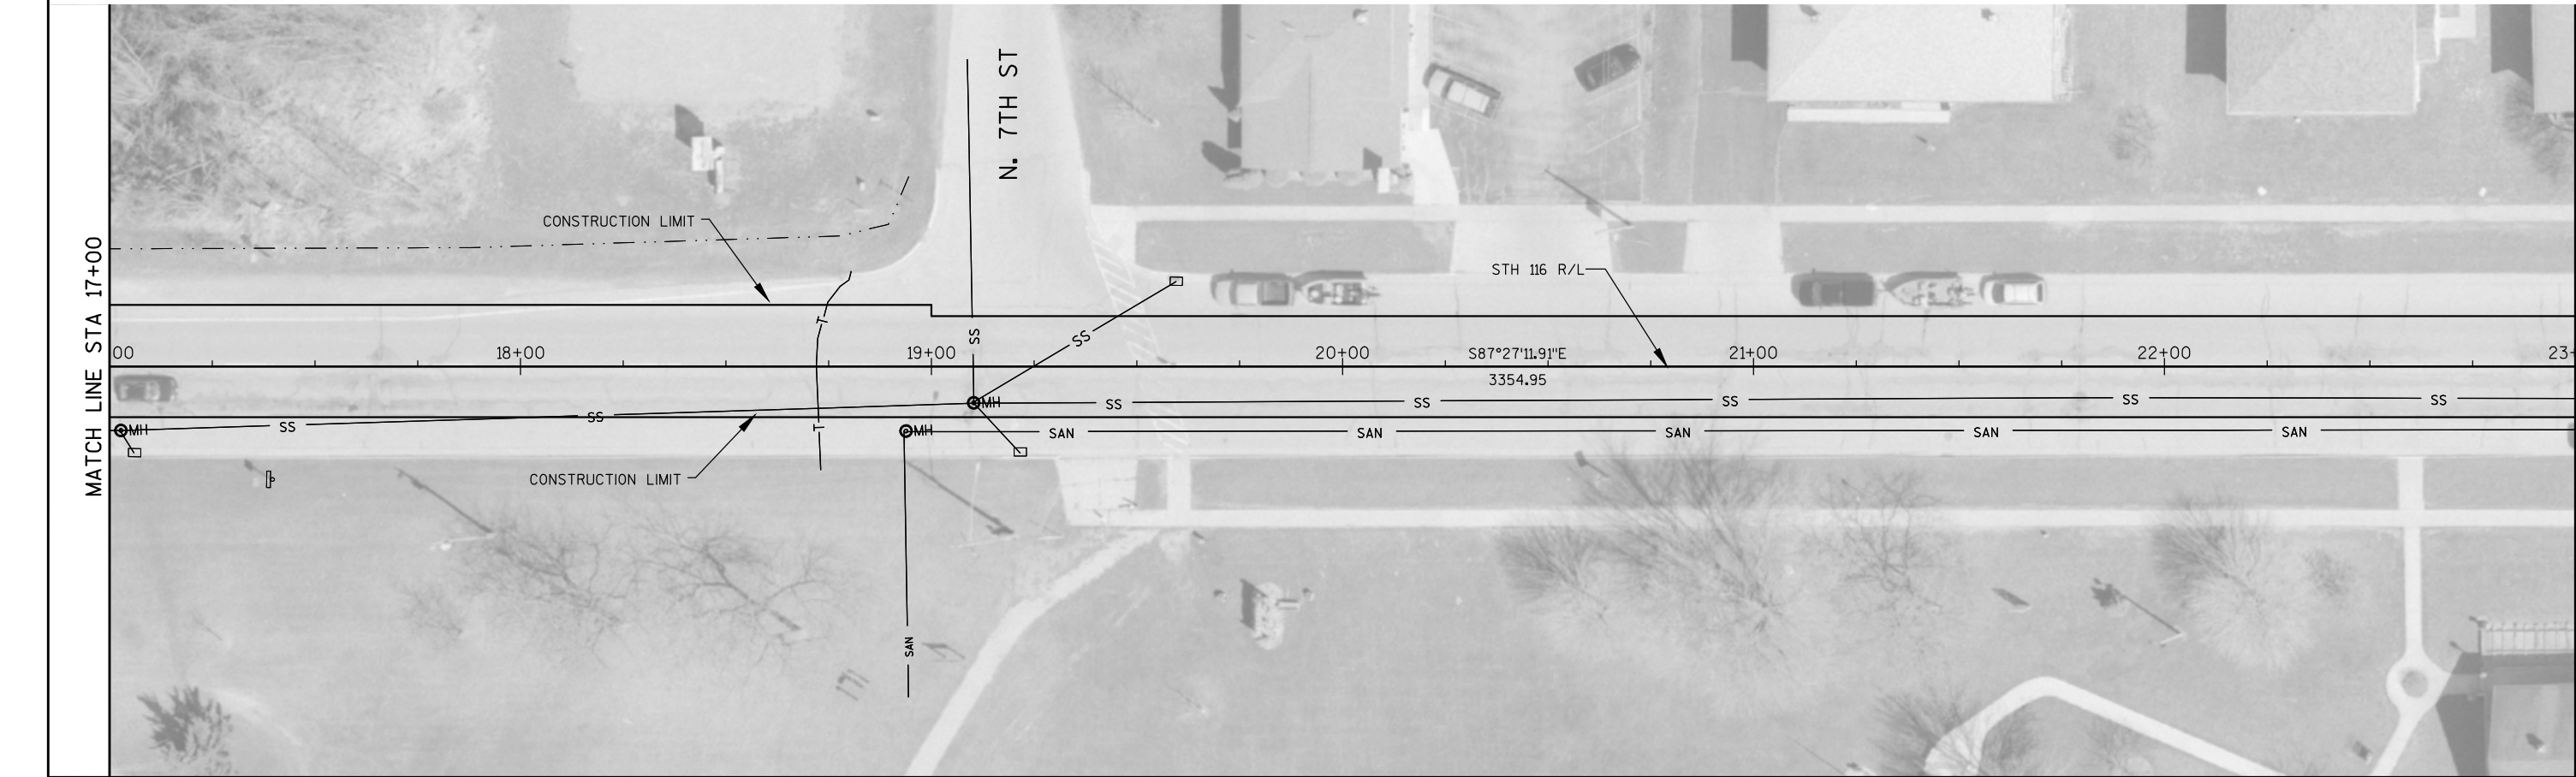 MATCH LINE STA 17+00
N. 7TH ST
CONSTRUCTION LIMIT
STH 116 R/L
T
SS
SS
00
18+00
19+00
20+00
S87°27'11.91"E
21+00
22+00
23+
3354.95
MH
SS
SS
SS
SS
SS
SS
SS
MH
T
MH
SAN
SAN
SAN
SAN
SAN
CONSTRUCTION LIMIT
SAN